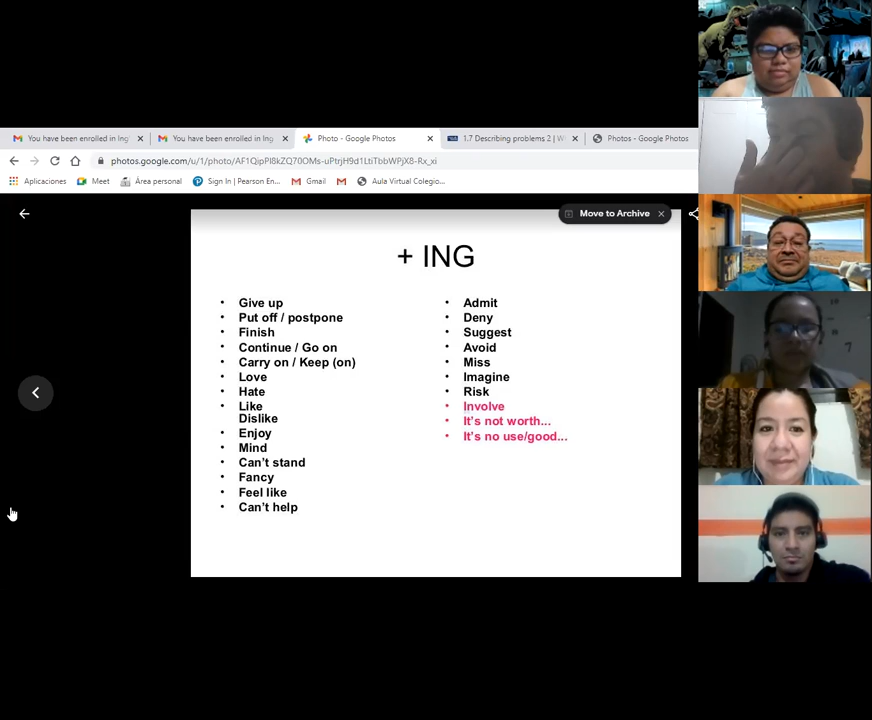 You have been enrolled in Ing
You have been enrolled in Ing
Photo - Google Photos
1.7 Describing problems 2 | W
Photos - Google Photos
photos.google.com/u/1/photo/AF1QipPI8kZQ70OMs-uPtrjH9d1LtiTbbWPjX8-Rx_xi
Aplicaciones
Meet
Área personal
Sign In | Pearson En...
Gmail
Aula Virtual Colegio...
Move to Archive
+ ING
• Give up
• Put off / postpone
• Finish
• Continue / Go on
• Carry on / Keep (on)
• Love
• Hate
• Like
Dislike
• Enjoy
• Mind
• Can't stand
• Fancy
• Feel like
• Can't help
• Admit
• Deny
• Suggest
• Avoid
• Miss
• Imagine
• Risk
• Involve
• It's not worth...
• It's no use/good...